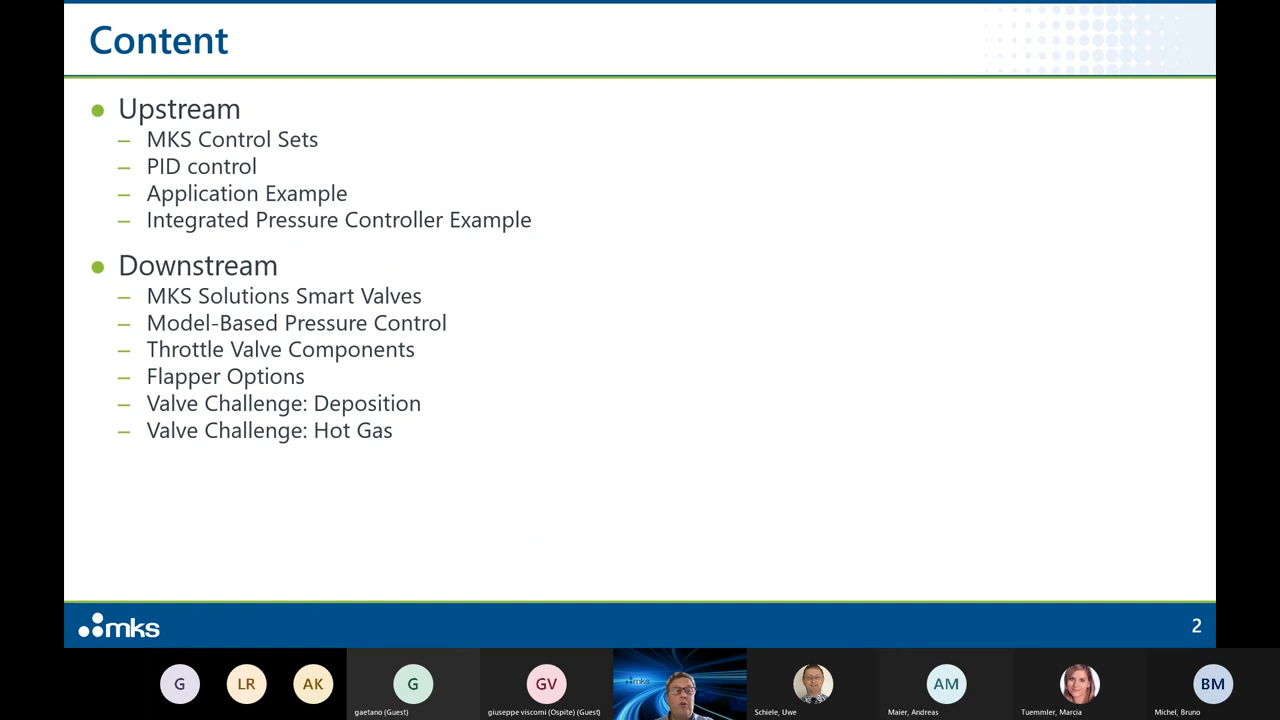 Content
● Upstream
– MKS Control Sets
– PID control
– Application Example
– Integrated Pressure Controller Example
● Downstream
– MKS Solutions Smart Valves
– Model-Based Pressure Control
– Throttle Valve Components
– Flapper Options
– Valve Challenge: Deposition
– Valve Challenge: Hot Gas
mks
2
G
LR
AK
G
gaetano (Guest)
GV
giuseppe viscomi (Ospite) (Guest)
mks
Schiele, Uwe
AM
Maier, Andreas
Tuemmler, Marcia
BM
Michel, Bruno